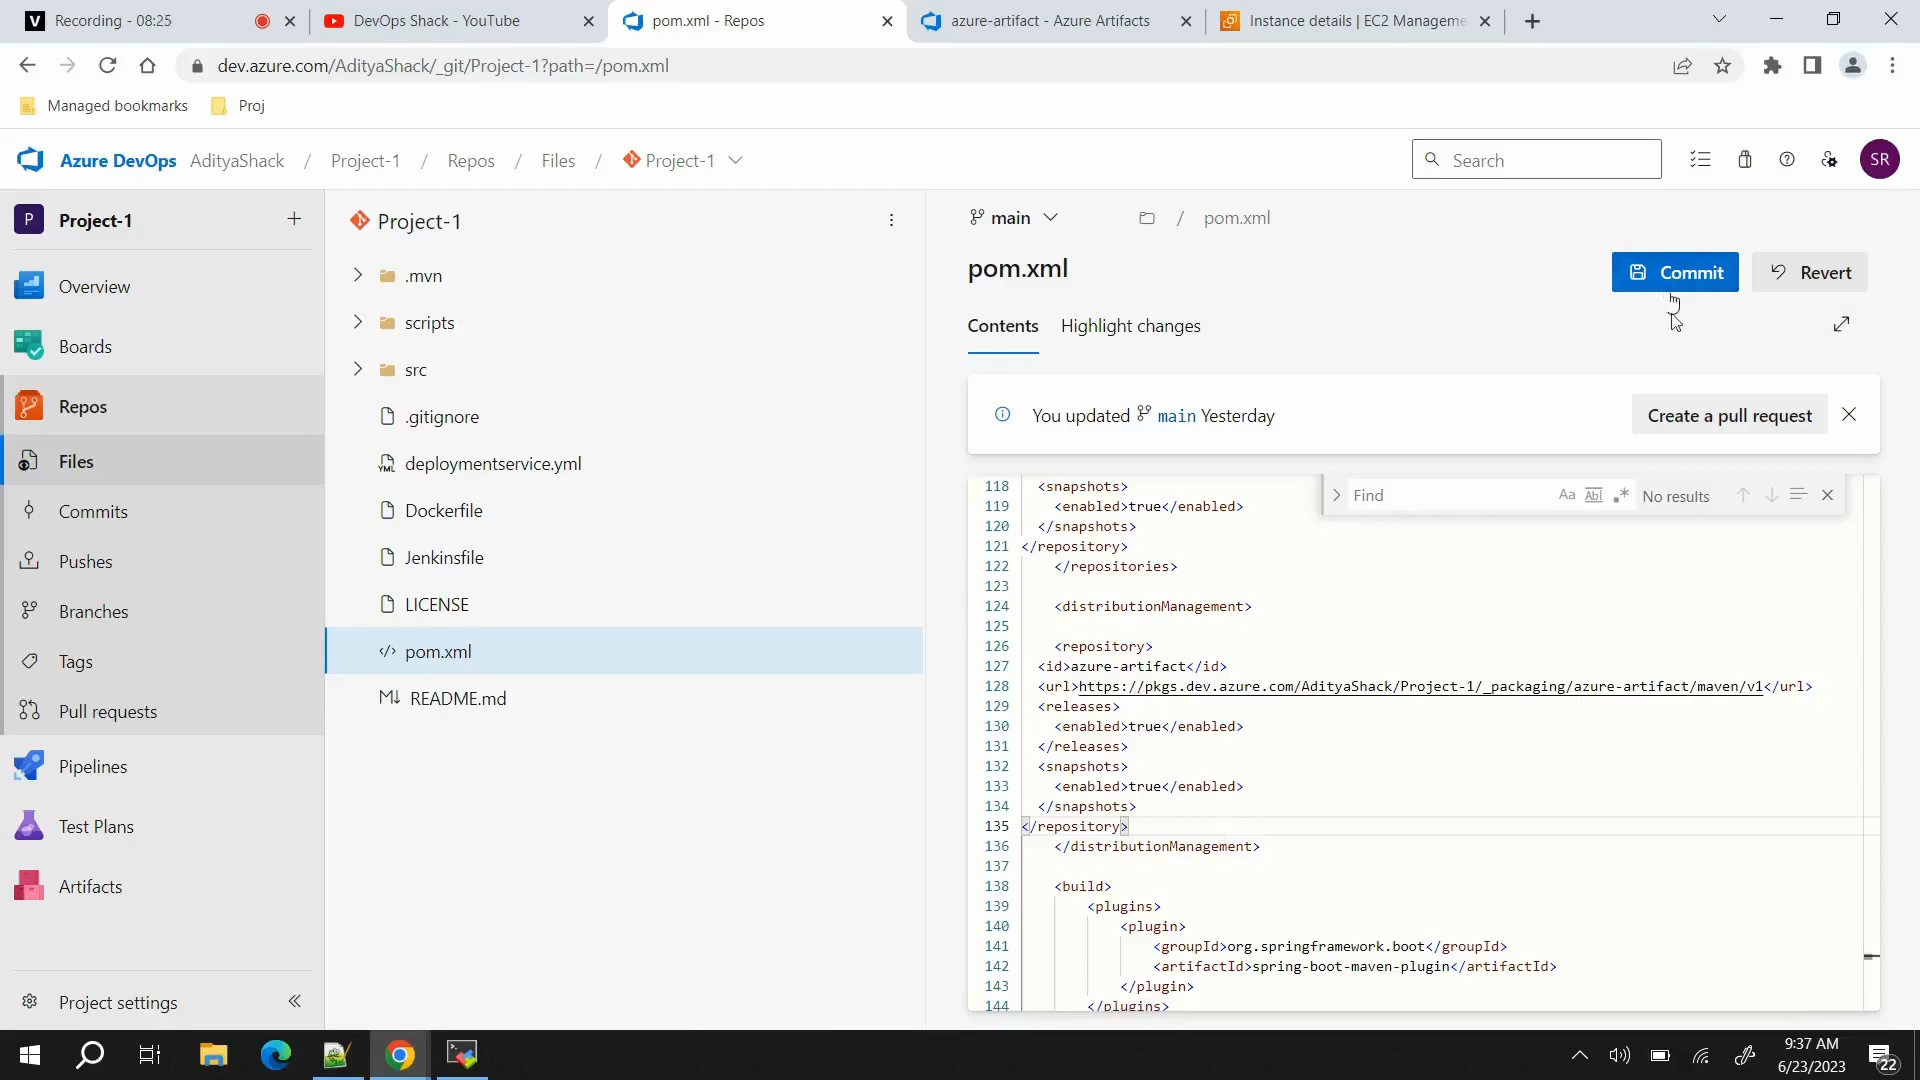 Recording - 08:25
DevOps Shack - YouTube
pom.xml - Repos
azure-artifact - Azure Artifacts
Instance details | EC2 Manageme
dev.azure.com/AdityaShack/_git/Project-1?path=/pom.xml
Managed bookmarks
Proj
Azure DevOps AdityaShack / Project-1 / Repos / Files / Project-1
Search
SR
P Project-1
Overview
Boards
Repos
Files
Commits
Pushes
Branches
Tags
Pull requests
Pipelines
Test Plans
Artifacts
Project settings
Project-1
.mvn
scripts
src
.gitignore
YML deploymentservice.yml
Dockerfile
Jenkinsfile
LICENSE
</> pom.xml
M↓ README.md
main / pom.xml
pom.xml
Commit
Revert
Contents
Highlight changes
You updated main Yesterday
Create a pull request
Find
Aa
Abl
No results
118 <snapshots>
119 <enabled>true</enabled>
120 </snapshots>
121 </repository>
122 </repositories>
123
124 <distributionManagement>
125
126 <repository>
127 <id>azure-artifact</id>
128 <url>https://pkgs.dev.azure.com/AdityaShack/Project-1/_packaging/azure-artifact/maven/v1</url>
129 <releases>
130 <enabled>true</enabled>
131 </releases>
132 <snapshots>
133 <enabled>true</enabled>
134 </snapshots>
135 </repository>
136 </distributionManagement>
137
138 <build>
139 <plugins>
140 <plugin>
141 <groupId>org.springframework.boot</groupId>
142 <artifactId>spring-boot-maven-plugin</artifactId>
143 </plugin>
144 </plugins>
9:37 AM
6/23/2023
22